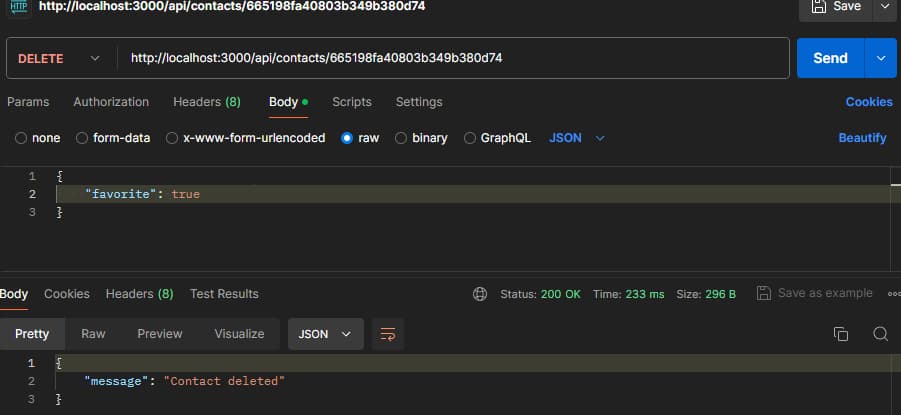 HTTP http://localhost:3000/api/contacts/665198fa40803b349b380d74 Save
DELETE http://localhost:3000/api/contacts/665198fa40803b349b380d74 Send
Params Authorization Headers (8) Body Scripts Settings Cookies
none form-data x-www-form-urlencoded raw binary GraphQL JSON Beautify
1 {
2 "favorite": true
3 }
Body Cookies Headers (8) Test Results Status: 200 OK Time: 233 ms Size: 296 B Save as example
Pretty Raw Preview Visualize JSON
1 {
2 "message": "Contact deleted"
3 }